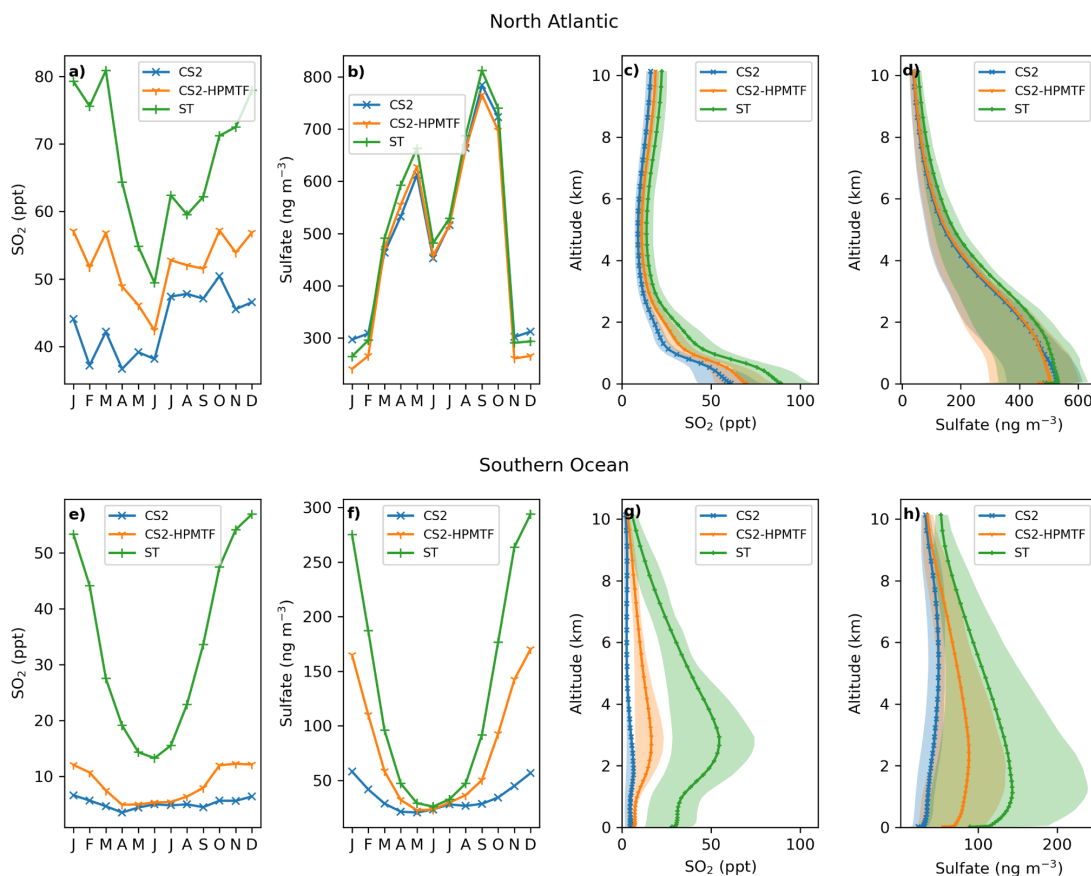 North Atlantic
a)
CS2
CS2-HPMTF
ST
SO2 (ppt)
80
70
60
50
40
J F M A M J J A S O N D
b)
CS2
CS2-HPMTF
ST
Sulfate (ng m−3)
800
700
600
500
400
300
J F M A M J J A S O N D
c)
CS2
CS2-HPMTF
ST
Altitude (km)
10
8
6
4
2
0
0 50 100
SO2 (ppt)
d)
CS2
CS2-HPMTF
ST
Altitude (km)
10
8
6
4
2
0
0 200 400 600
Sulfate (ng m−3)
Southern Ocean
e)
CS2
CS2-HPMTF
ST
SO2 (ppt)
50
40
30
20
10
J F M A M J J A S O N D
f)
CS2
CS2-HPMTF
ST
Sulfate (ng m−3)
300
250
200
150
100
50
J F M A M J J A S O N D
g)
CS2
CS2-HPMTF
ST
Altitude (km)
10
8
6
4
2
0
0 50 100
SO2 (ppt)
h)
CS2
CS2-HPMTF
ST
Altitude (km)
10
8
6
4
2
0
100 200
Sulfate (ng m−3)